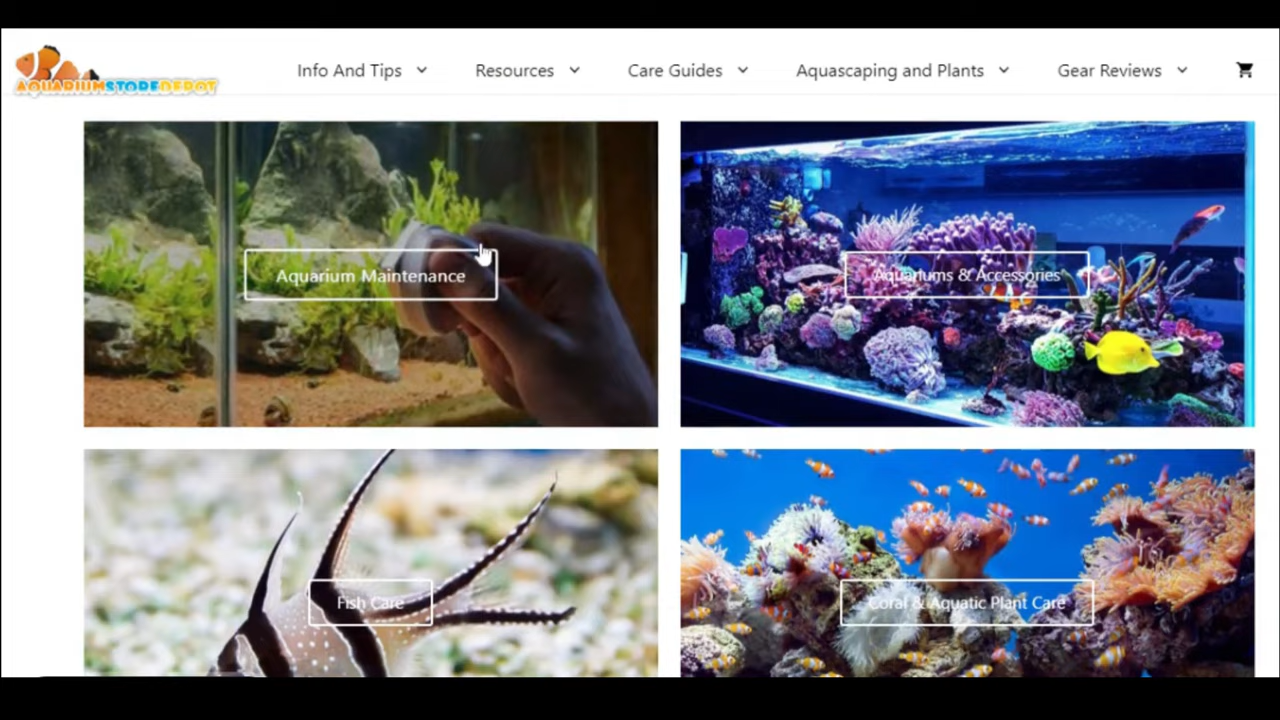 AQUARIUMSTOREDEPOT
Info And Tips
Resources
Care Guides
Aquascaping and Plants
Gear Reviews
Aquarium Maintenance
Aquariums & Accessories
Fish Care
Coral & Aquatic Plant Care